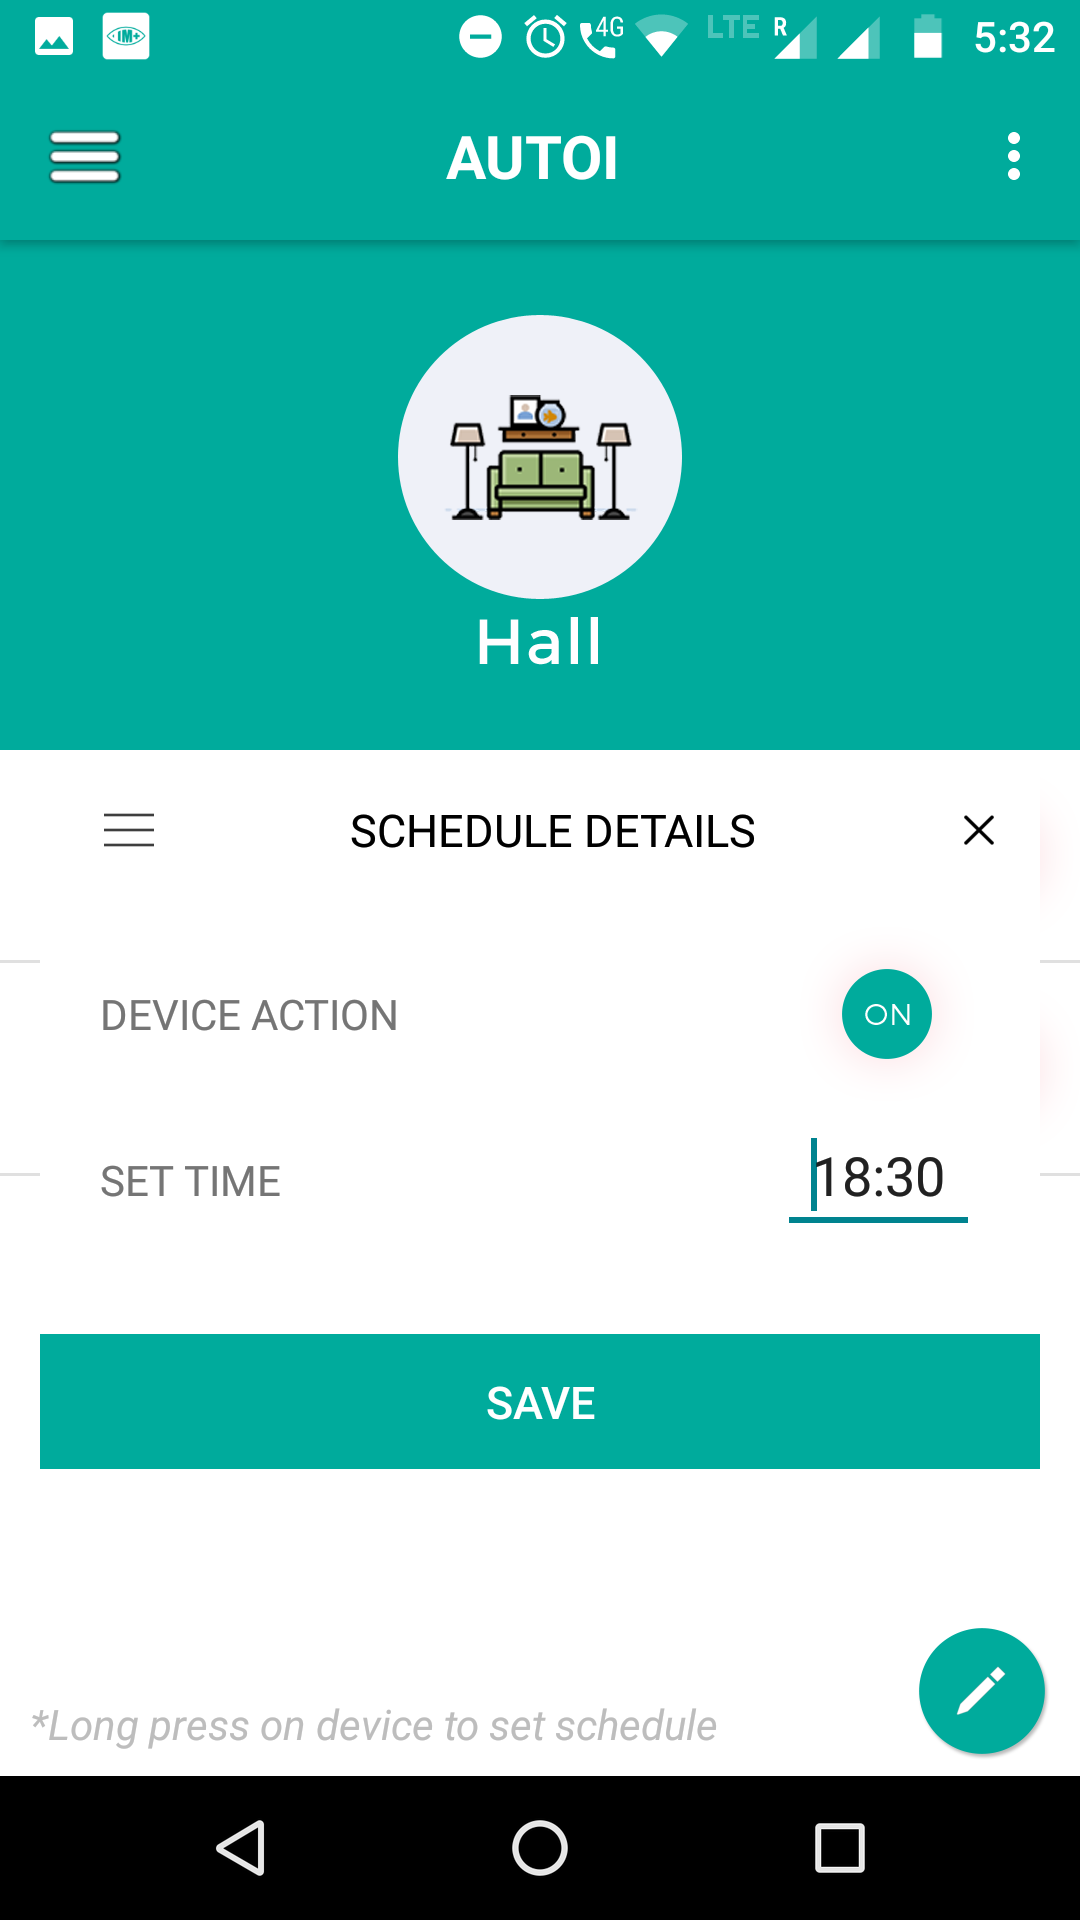 IM+ 4G LTE R 5:32
AUTOI
Hall
SCHEDULE DETAILS
DEVICE ACTION ON
SET TIME 18:30
SAVE
*Long press on device to set schedule